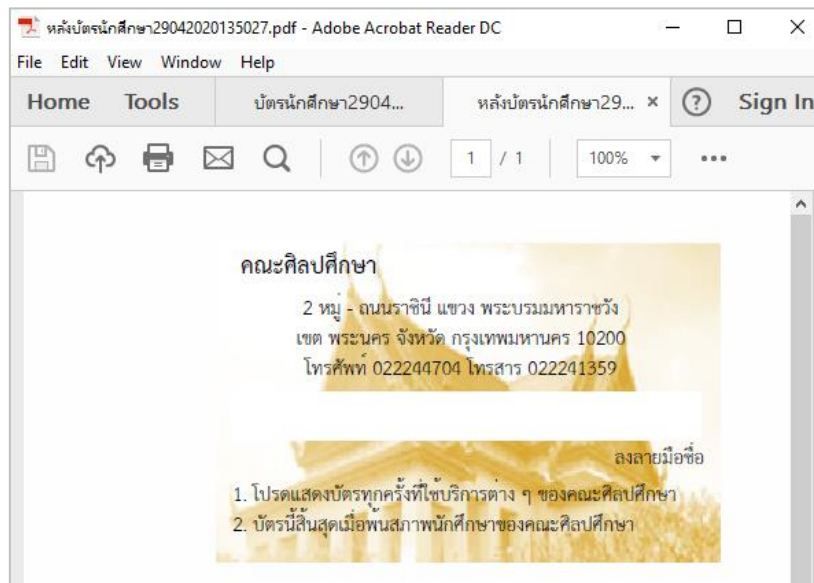 หลังบัตรนักศึกษา29042020135027.pdf - Adobe Acrobat Reader DC
File Edit View Window Help
Home Tools บัตรนักศึกษา2904... หลังบัตรนักศึกษา29... × ? Sign In
1 / 1 100%
คณะศิลปศึกษา
2 หมู่ - ถนนราชินี แขวง พระบรมมหาราชวัง
เขต พระนคร จังหวัด กรุงเทพมหานคร 10200
โทรศัพท์ 022244704 โทรสาร 022241359
ลงลายมือชื่อ
1. โปรดแสดงบัตรทุกครั้งที่ใช้บริการต่าง ๆ ของคณะศิลปศึกษา
2. บัตรนี้สิ้นสุดเมื่อพ้นสภาพนักศึกษาของคณะศิลปศึกษา